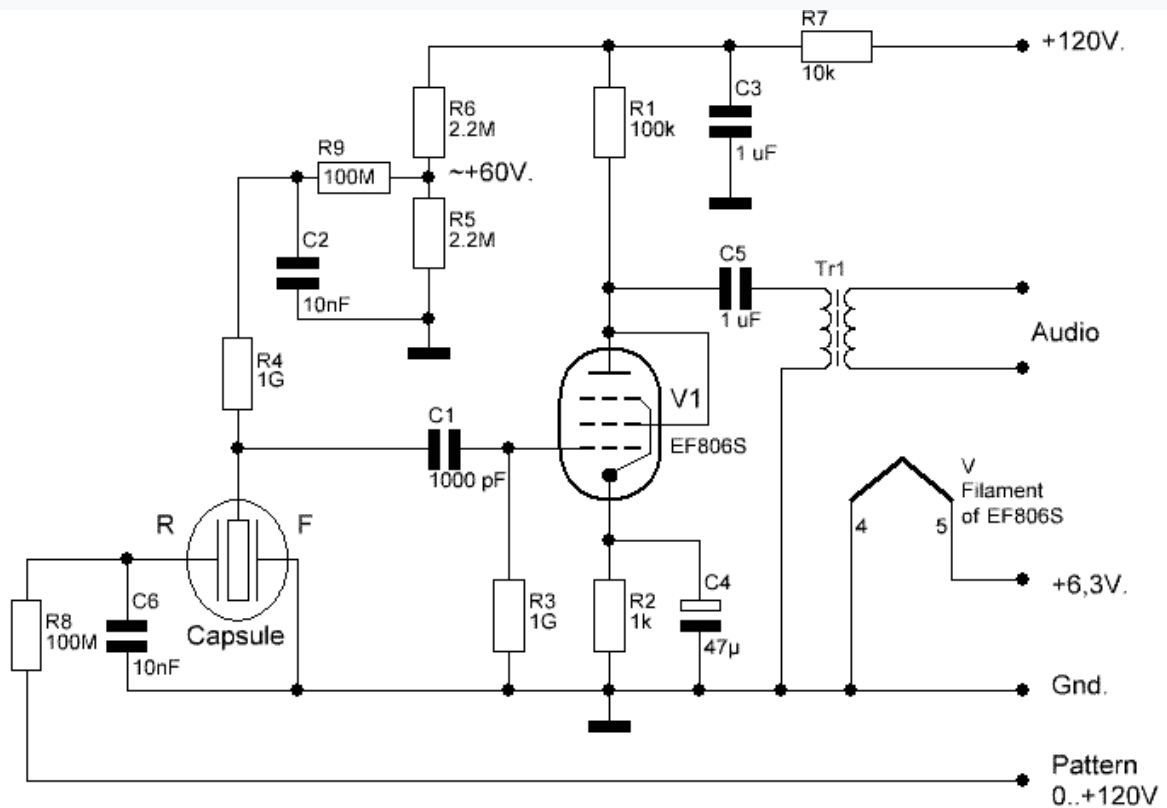 R7
10k
+120V.
C3
1 uF
R6
2.2M
R1
100k
R9
100M
~+60V.
R5
2.2M
C2
10nF
C5
1 uF
Tr1
Audio
R4
1G
C1
1000 pF
V1
EF806S
V
Filament
of EF806S
4
5
+6,3V.
R
F
Capsule
C6
10nF
R8
100M
R3
1G
R2
1k
C4
47µ
Gnd.
Pattern
0..+120V